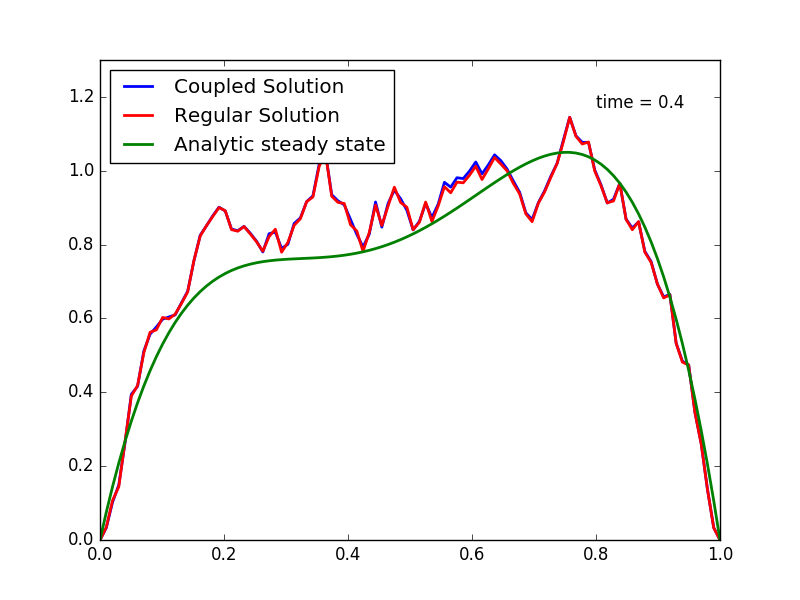 1.2
Coupled Solution
time = 0.4
Regular Solution
Analytic steady state
1.0
0.8
0.6
0.4
0.2
0.0
0.0 0.2 0.4 0.6 0.8 1.0